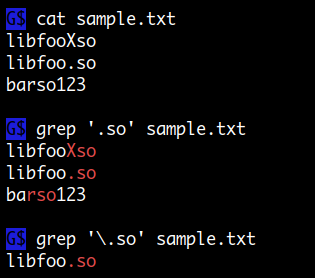 G$ cat sample.txt
libfooXso
libfoo.so
barso123
G$ grep '.so' sample.txt
libfooXso
libfoo.so
barso123
G$ grep '\.so' sample.txt
libfoo.so